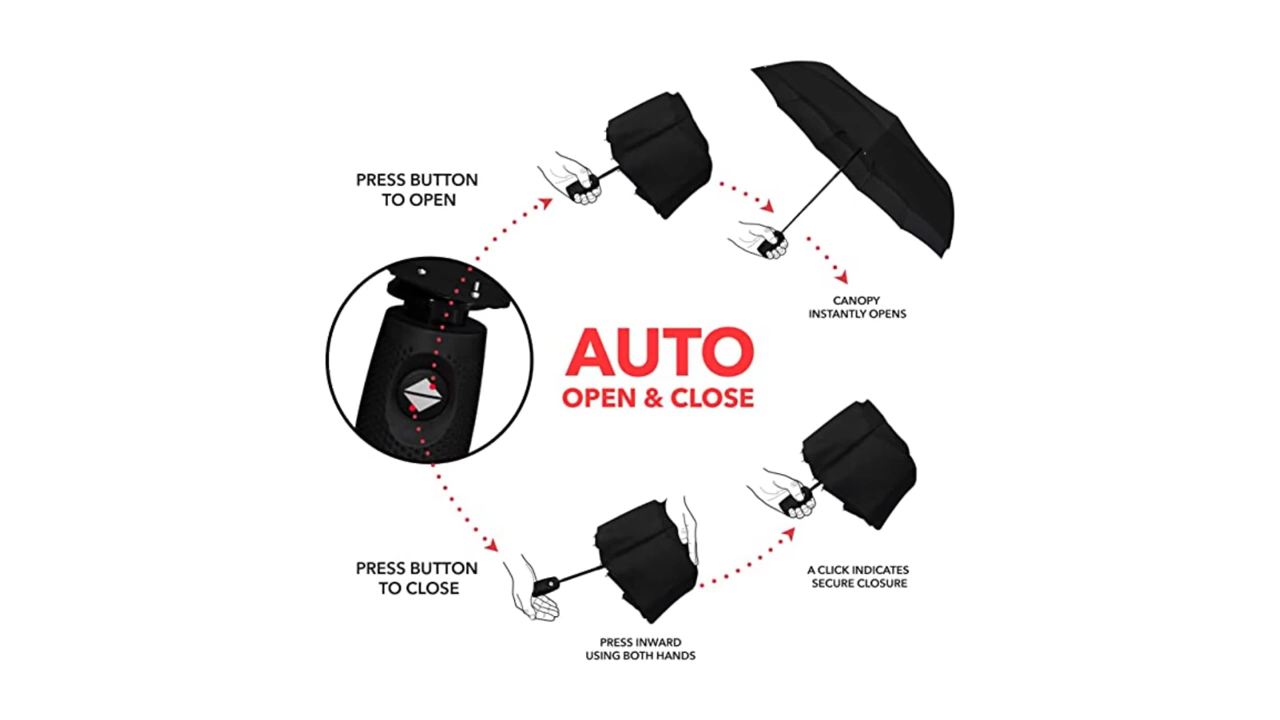 PRESS BUTTON
TO OPEN
CANOPY
INSTANTLY OPENS
AUTO
OPEN & CLOSE
PRESS BUTTON
TO CLOSE
A CLICK INDICATES
SECURE CLOSURE
PRESS INWARD
USING BOTH HANDS